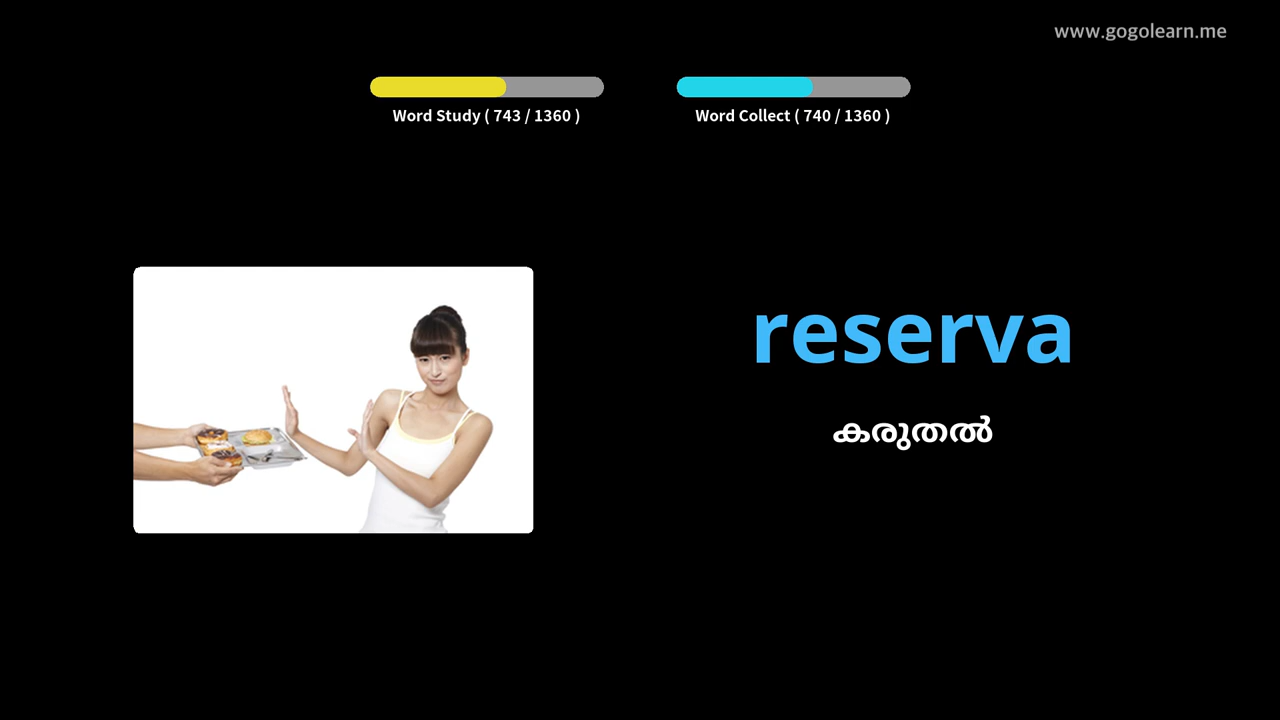 www.gogolearn.me
Word Study ( 743 / 1360 )
Word Collect ( 740 / 1360 )
reserva
കരുതൽ